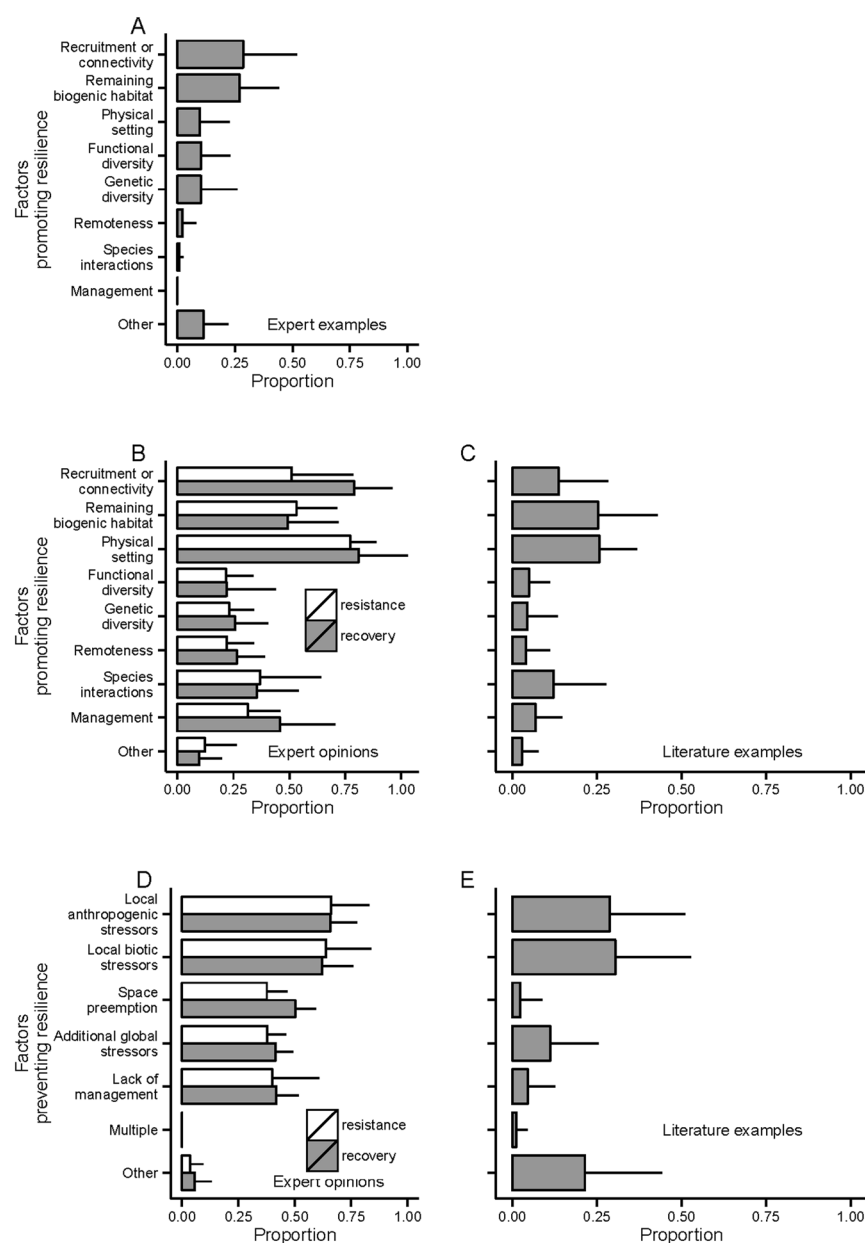 A
Factors
promoting resilience
Recruitment or
connectivity
Remaining
biogenic habitat
Physical
setting
Functional
diversity
Genetic
diversity
Remoteness
Species
interactions
Management
Other
Expert examples
0.00 0.25 0.50 0.75 1.00
Proportion
B
Factors
promoting resilience
Recruitment or
connectivity
Remaining
biogenic habitat
Physical
setting
Functional
diversity
Genetic
diversity
Remoteness
Species
interactions
Management
Other
resistance
recovery
Expert opinions
0.00 0.25 0.50 0.75 1.00
Proportion
C
Literature examples
0.00 0.25 0.50 0.75 1.00
Proportion
D
Factors
preventing resilience
Local
anthropogenic
stressors
Local biotic
stressors
Space
preemption
Additional global
stressors
Lack of
management
Multiple
Other
resistance
recovery
Expert opinions
0.00 0.25 0.50 0.75 1.00
Proportion
E
Literature examples
0.00 0.25 0.50 0.75 1.00
Proportion